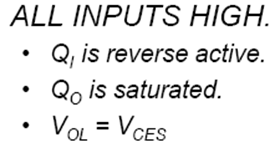 ALL INPUTS HIGH.
• Q_I is reverse active.
• Q_O is saturated.
• V_OL = V_CES